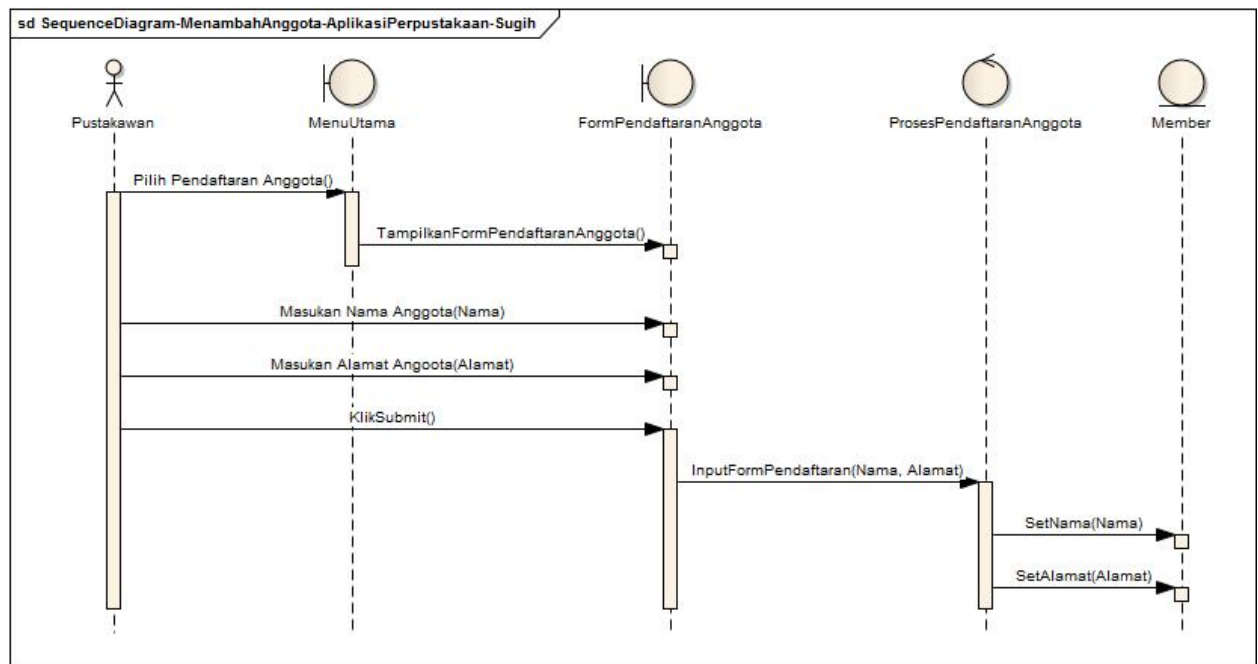 sd SequenceDiagram-MenambahAnggota-AplikasiPerpustakaan-Sugih
Pustakawan
MenuUtama
FormPendaftaranAnggota
ProsesPendaftaranAnggota
Member
Pilih Pendaftaran Anggota()
TampilkanFormPendaftaranAnggota()
Masukan Nama Anggota(Nama)
Masukan Alamat Angoota(Alamat)
KlikSubmit()
InputFormPendaftaran(Nama, Alamat)
SetNama(Nama)
SetAlamat(Alamat)